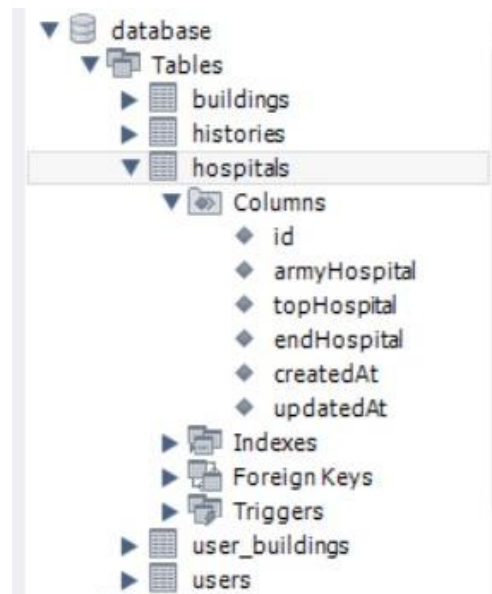 database
Tables
buildings
histories
hospitals
Columns
id
armyHospital
topHospital
endHospital
createdAt
updatedAt
Indexes
Foreign Keys
Triggers
user_buildings
users